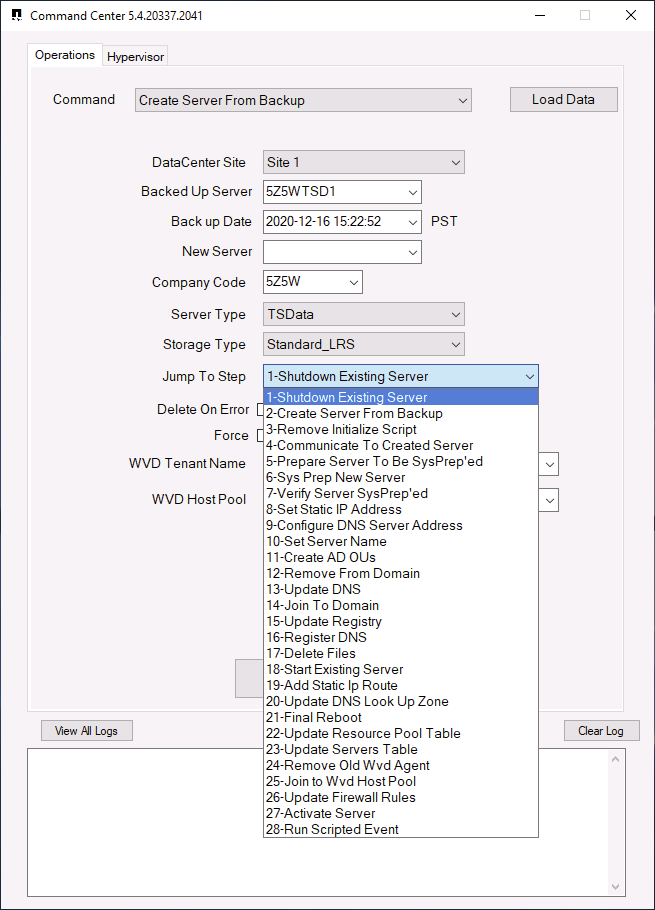 Command Center 5.4.20337.2041
Operations
Hypervisor
Command
Create Server From Backup
Load Data
DataCenter Site
Site 1
Backed Up Server
5Z5WTSD1
Back up Date
2020-12-16 15:22:52
PST
New Server
Company Code
5Z5W
Server Type
TSData
Storage Type
Standard_LRS
Jump To Step
1-Shutdown Existing Server
Delete On Error
Force
WVD Tenant Name
WVD Host Pool
1-Shutdown Existing Server
2-Create Server From Backup
3-Remove Initialize Script
4-Communicate To Created Server
5-Prepare Server To Be SysPrep'ed
6-Sys Prep New Server
7-Verify Server SysPrep'ed
8-Set Static IP Address
9-Configure DNS Server Address
10-Set Server Name
11-Create AD OUs
12-Remove From Domain
13-Update DNS
14-Join To Domain
15-Update Registry
16-Register DNS
17-Delete Files
18-Start Existing Server
19-Add Static Ip Route
20-Update DNS Look Up Zone
21-Final Reboot
22-Update Resource Pool Table
23-Update Servers Table
24-Remove Old Wvd Agent
25-Join to Wvd Host Pool
26-Update Firewall Rules
27-Activate Server
28-Run Scripted Event
View All Logs
Clear Log